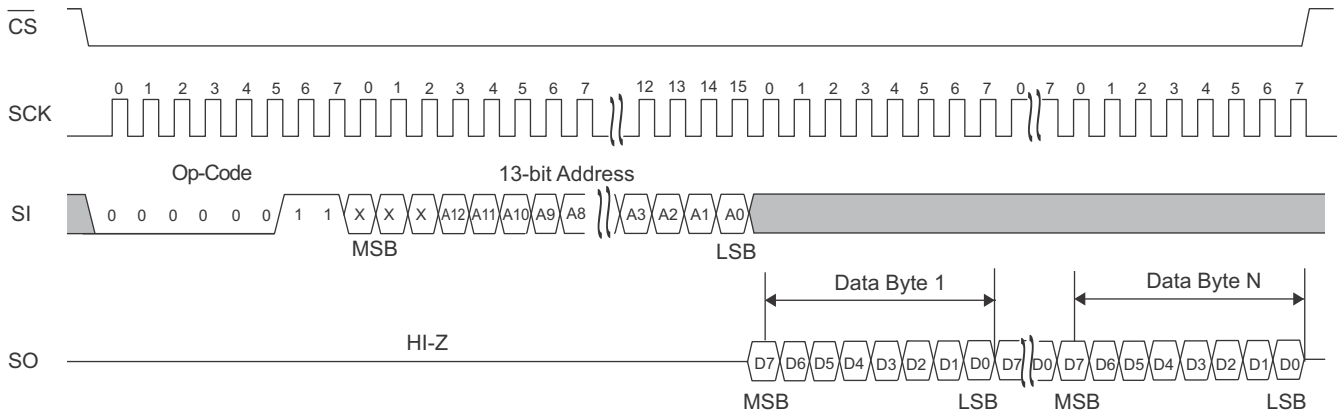 CS
SCK 0 1 2 3 4 5 6 7 0 1 2 3 4 5 6 7 12 13 14 15 0 1 2 3 4 5 6 7 0 7 0 1 2 3 4 5 6 7
Op-Code 13-bit Address
SI 0 0 0 0 0 0 1 1 X X X A12 A11 A10 A9 A8 A3 A2 A1 A0
MSB LSB
Data Byte 1 Data Byte N
HI-Z
SO D7 D6 D5 D4 D3 D2 D1 D0 D7 D0 D7 D6 D5 D4 D3 D2 D1 D0
MSB LSB MSB LSB